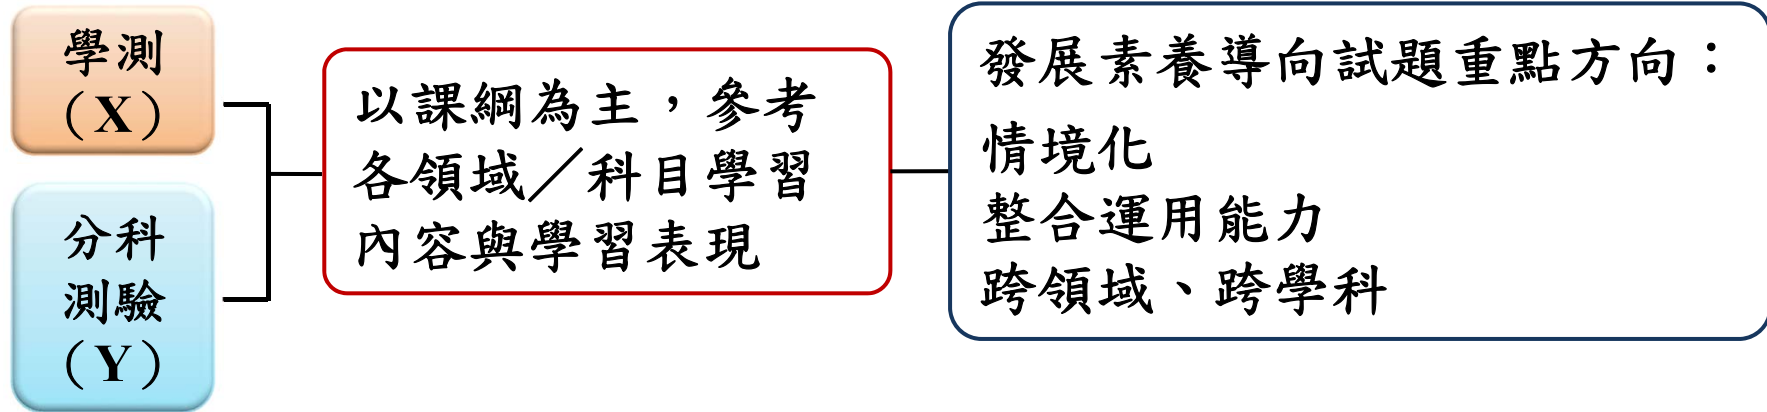 學測
（X）
分科
測驗
（Y）
以課綱為主，參考
各領域／科目學習
內容與學習表現
發展素養導向試題重點方向：
情境化
整合運用能力
跨領域、跨學科